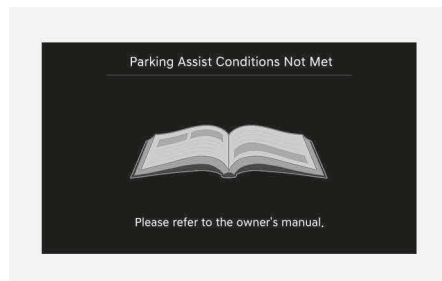 Parking Assist Conditions Not Met
Please refer to the owner's manual.